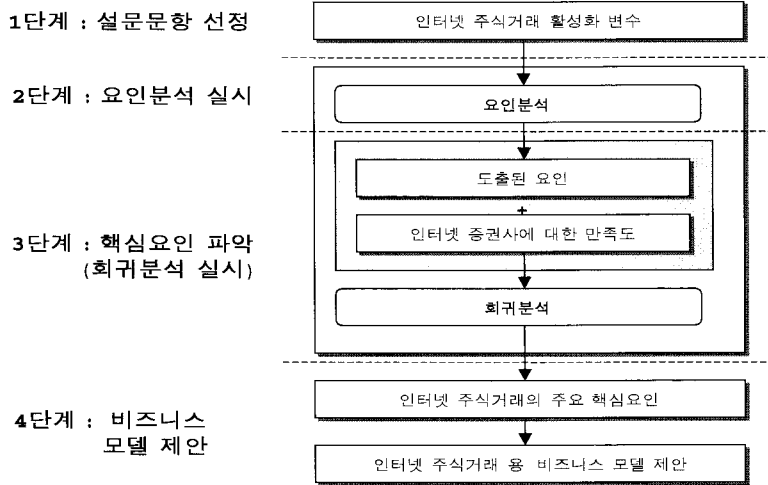 1단계 : 설문문항 선정
인터넷 주식거래 활성화 변수
2단계 : 요인분석 실시
요인분석
도출된 요인
+
인터넷 증권사에 대한 만족도
3단계 : 핵심요인 파악
(회귀분석 실시)
회귀분석
인터넷 주식거래의 주요 핵심요인
4단계 : 비즈니스
모델 제안
인터넷 주식거래 용 비즈니스 모델 제안